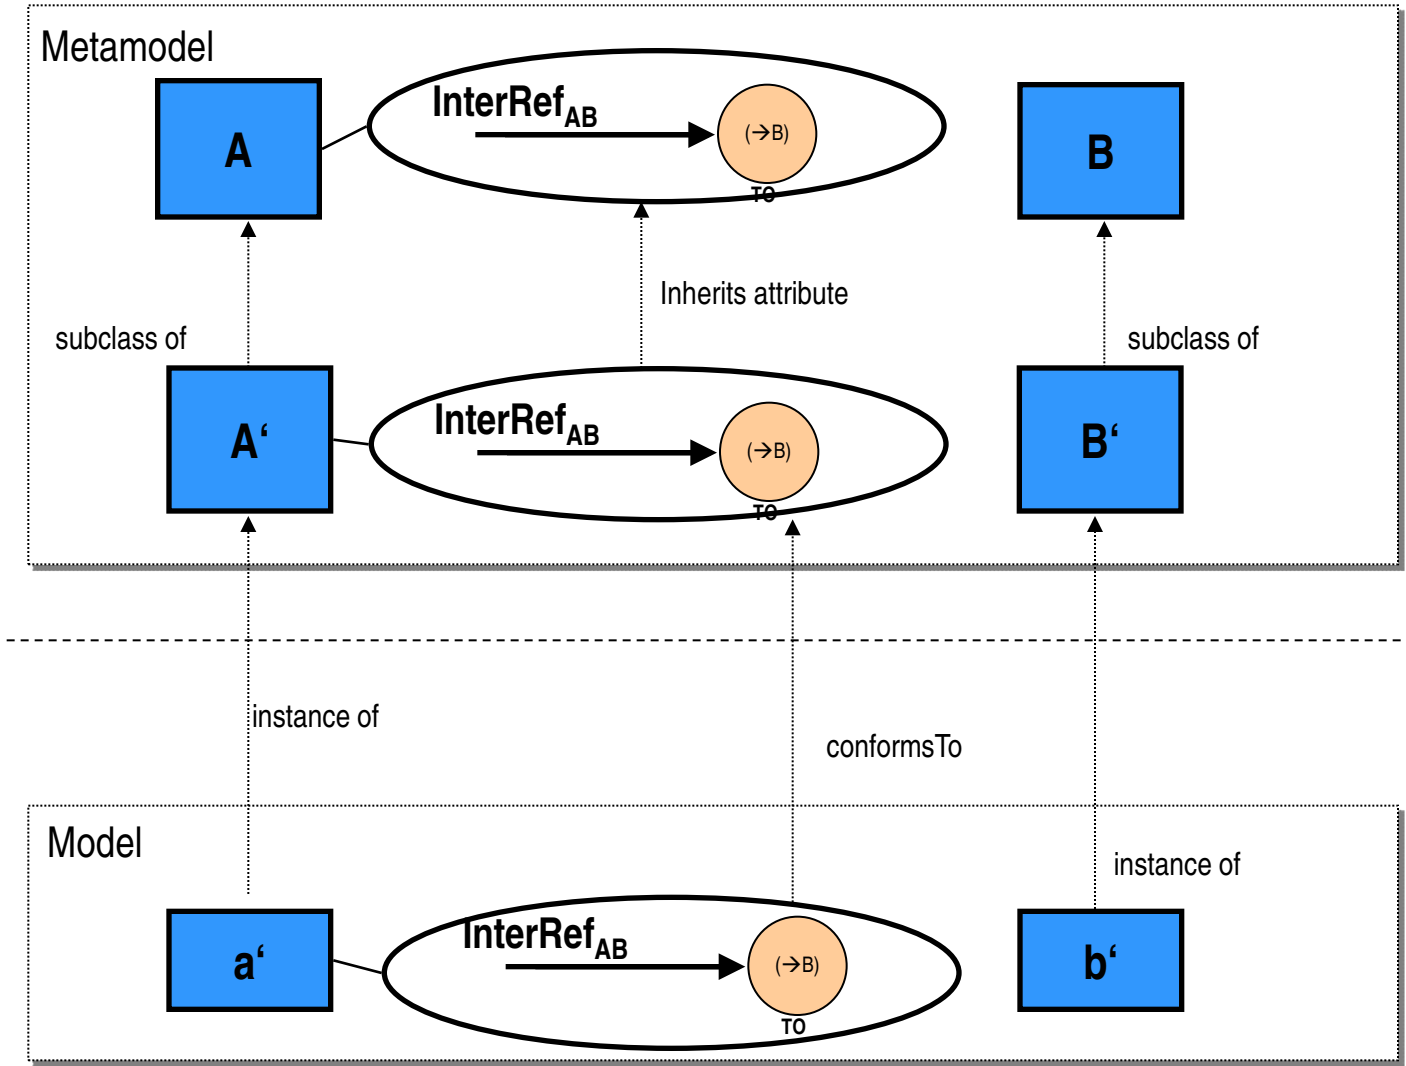 Metamodel
A
InterRefAB
(→B)
TO
B
Inherits attribute
subclass of
subclass of
A‘
InterRefAB
(→B)
TO
B‘
instance of
conformsTo
Model
instance of
a‘
InterRefAB
(→B)
TO
b‘